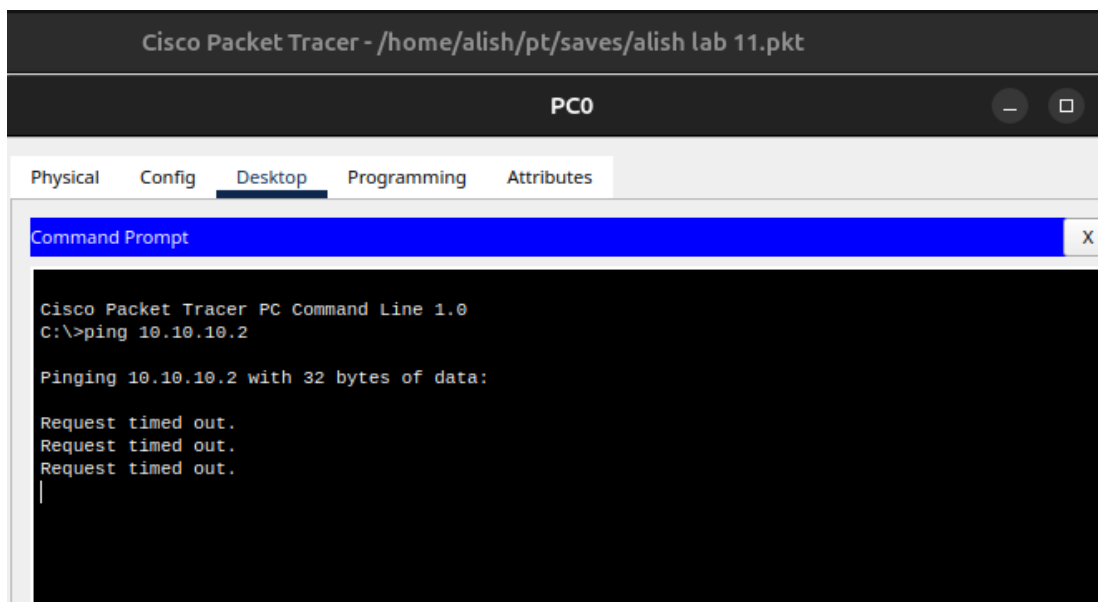 Cisco Packet Tracer - /home/alish/pt/saves/alish lab 11.pkt
PC0
Physical Config Desktop Programming Attributes
Command Prompt X
Cisco Packet Tracer PC Command Line 1.0
C:\>ping 10.10.10.2
Pinging 10.10.10.2 with 32 bytes of data:
Request timed out.
Request timed out.
Request timed out.